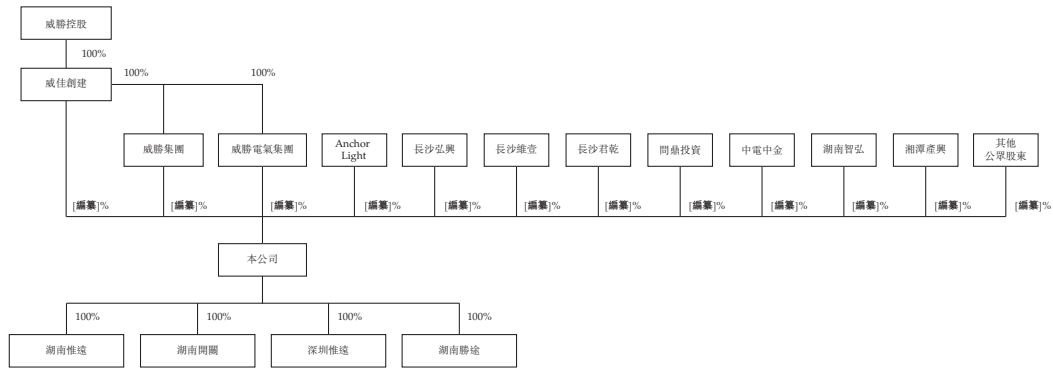 威勝控股
100%
威佳創建
100%
100%
威勝集團
威勝電氣集團
Anchor
Light
長沙弘興
長沙維壹
長沙君乾
問鼎投資
中電中金
湖南智弘
湘潭產興
其他
公眾股東
[編纂]%
[編纂]%
[編纂]%
[編纂]%
[編纂]%
[編纂]%
[編纂]%
[編纂]%
[編纂]%
[編纂]%
[編纂]%
[編纂]%
本公司
100%
100%
100%
100%
湖南惟遠
湖南開關
深圳惟遠
湖南勝途